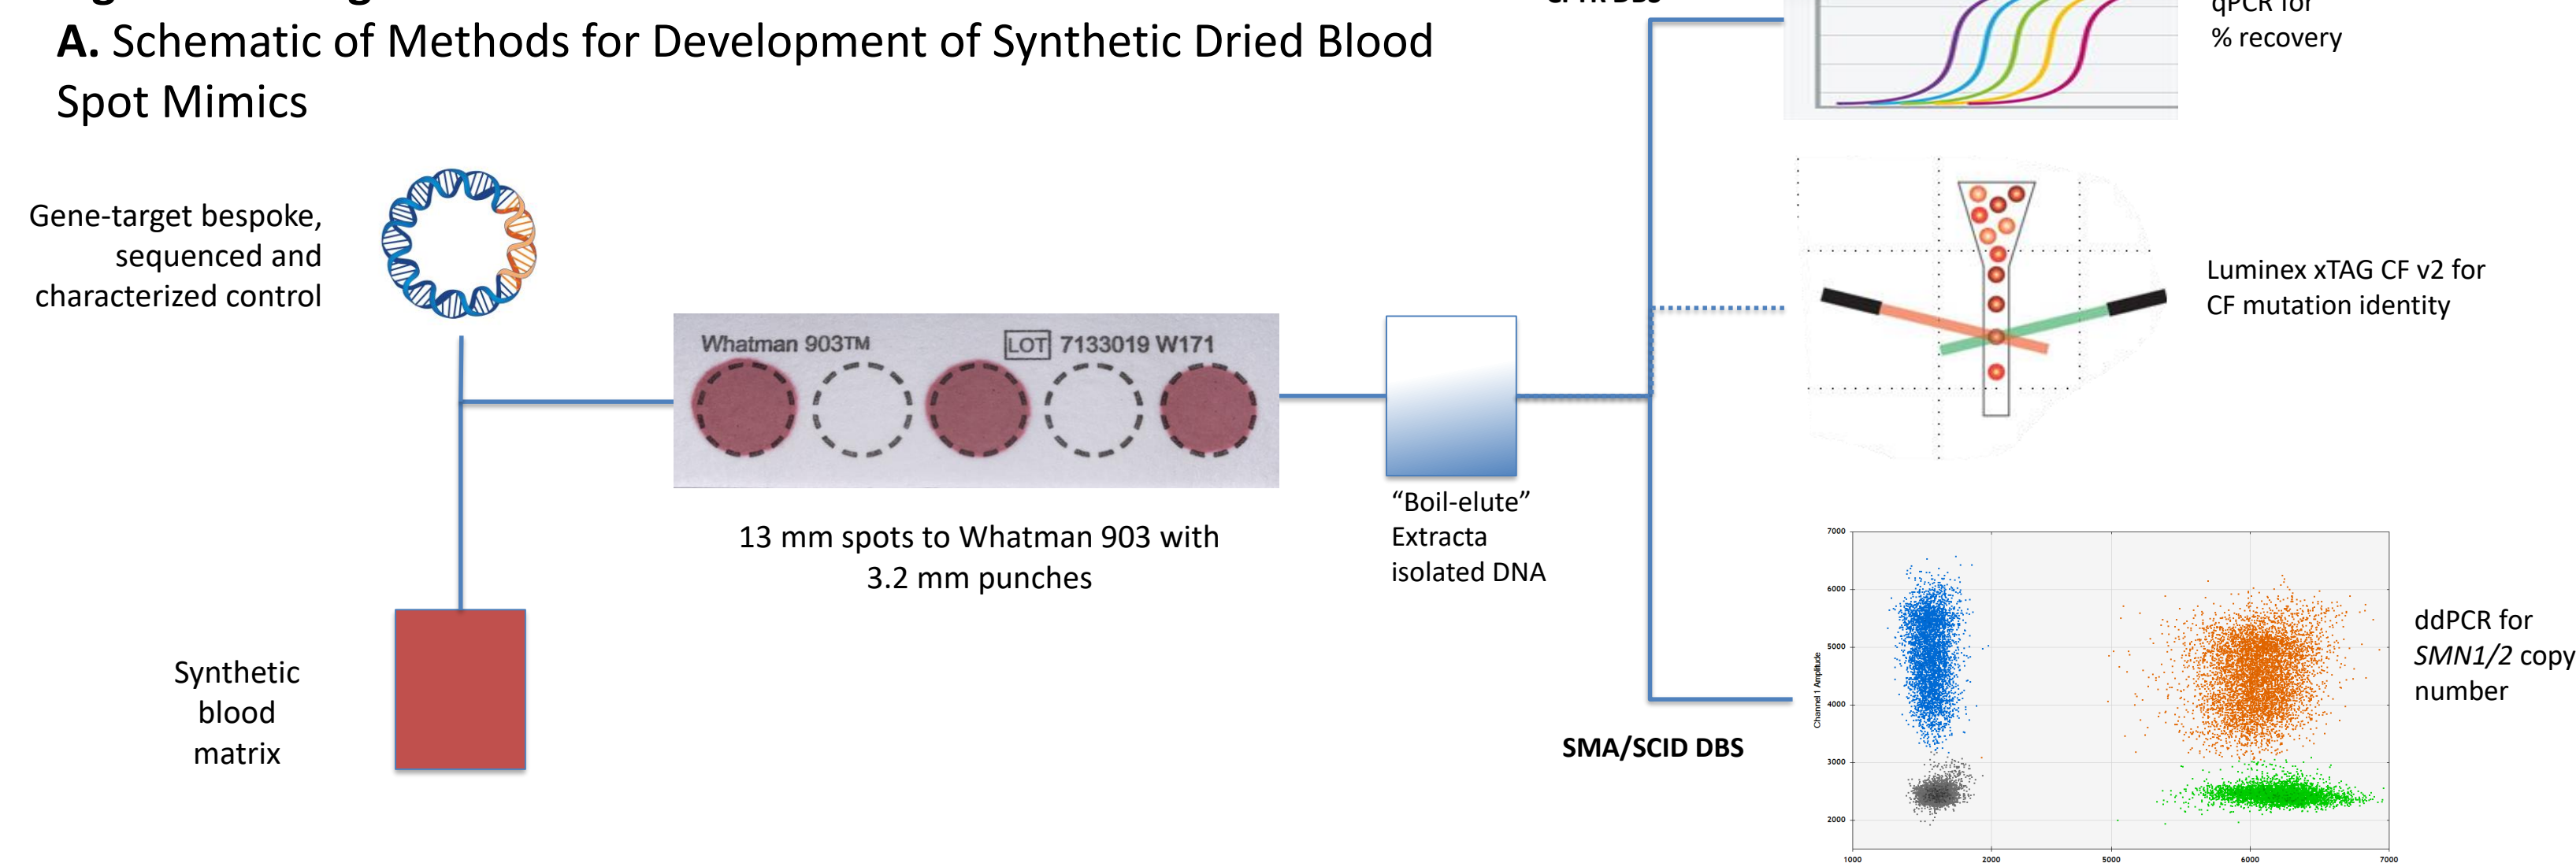 A. Schematic of Methods for Development of Synthetic Dried Blood
Spot Mimics
Gene-target bespoke,
sequenced and
characterized control
Synthetic
blood
matrix
Whatman 903™
LOT 7133019 W171
13 mm spots to Whatman 903 with
3.2 mm punches
“Boil-elute”
Extracta
isolated DNA
qPCR for
% recovery
Luminex xTAG CF v2 for
CF mutation identity
SMA/SCID DBS
ddPCR for
SMN1/2 copy
number
Channel 1 Amplitude
7000
6000
5000
4000
3000
2000
1000
2000
5000
6000
7000